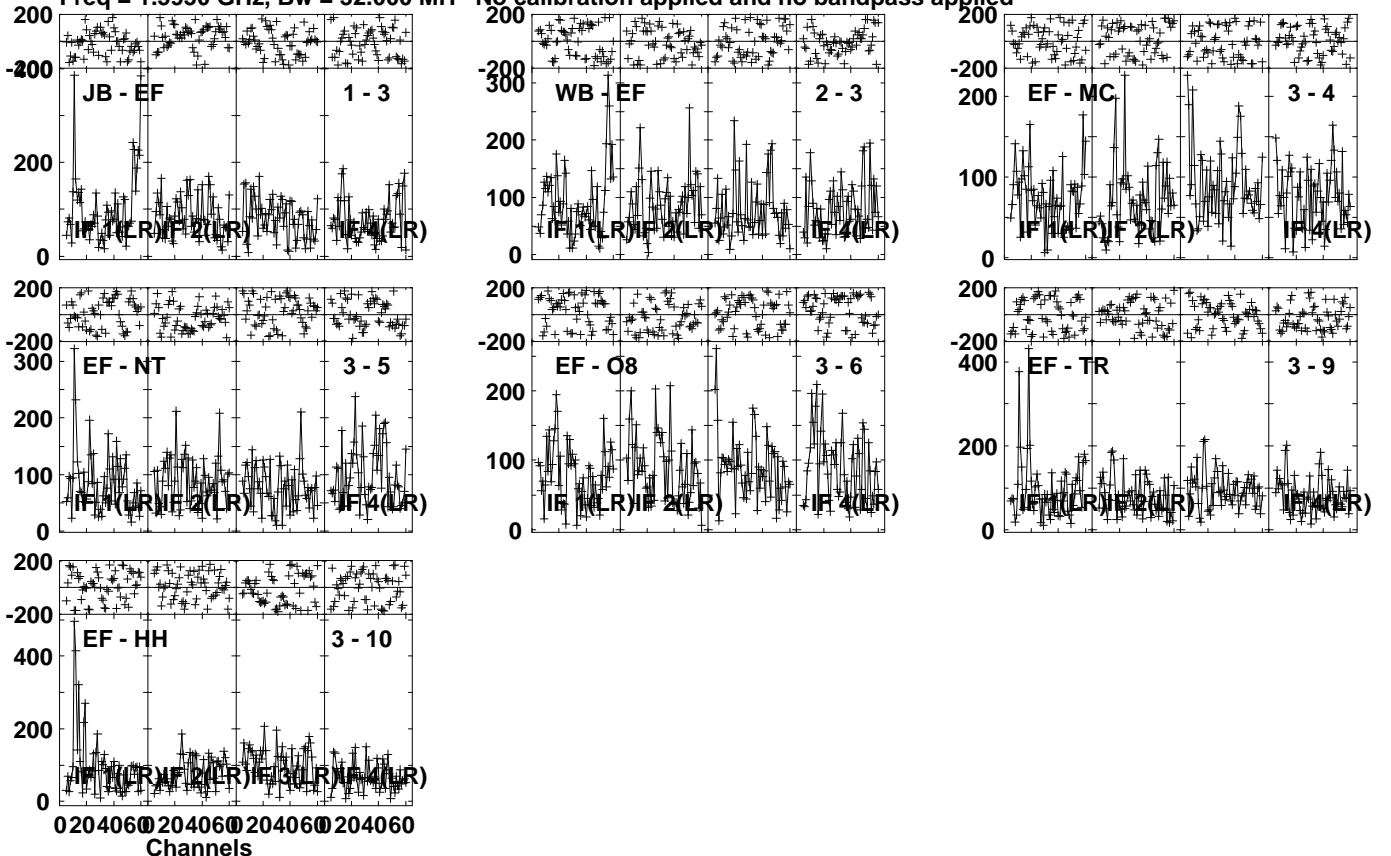 Freq = 1.5950 GHz, Bw = 32.000 MH No calibration applied and no bandpass applied
200
-200
400
JB - EF
1 - 3
200
0
IF 1(LR)
IF 2(LR)
IF 4(LR)
200
-200
300
WB - EF
2 - 3
200
100
0
IF 1(LR)
IF 2(LR)
IF 4(LR)
200
-200
EF - MC
3 - 4
200
100
0
IF 1(LR)
IF 2(LR)
IF 4(LR)
200
-200
300
EF - NT
3 - 5
200
100
0
IF 1(LR)
IF 2(LR)
IF 4(LR)
200
-200
EF - O8
3 - 6
200
100
0
IF 1(LR)
IF 2(LR)
IF 4(LR)
200
-200
400
EF - TR
3 - 9
200
0
IF 1(LR)
IF 2(LR)
IF 4(LR)
200
-200
EF - HH
3 - 10
400
200
0
IF 1(LR)
IF 2(LR)
IF 3(LR)
IF 4(LR)
0 20 40 60 0 20 40 60 0 20 40 60 0 20 40 60
Channels